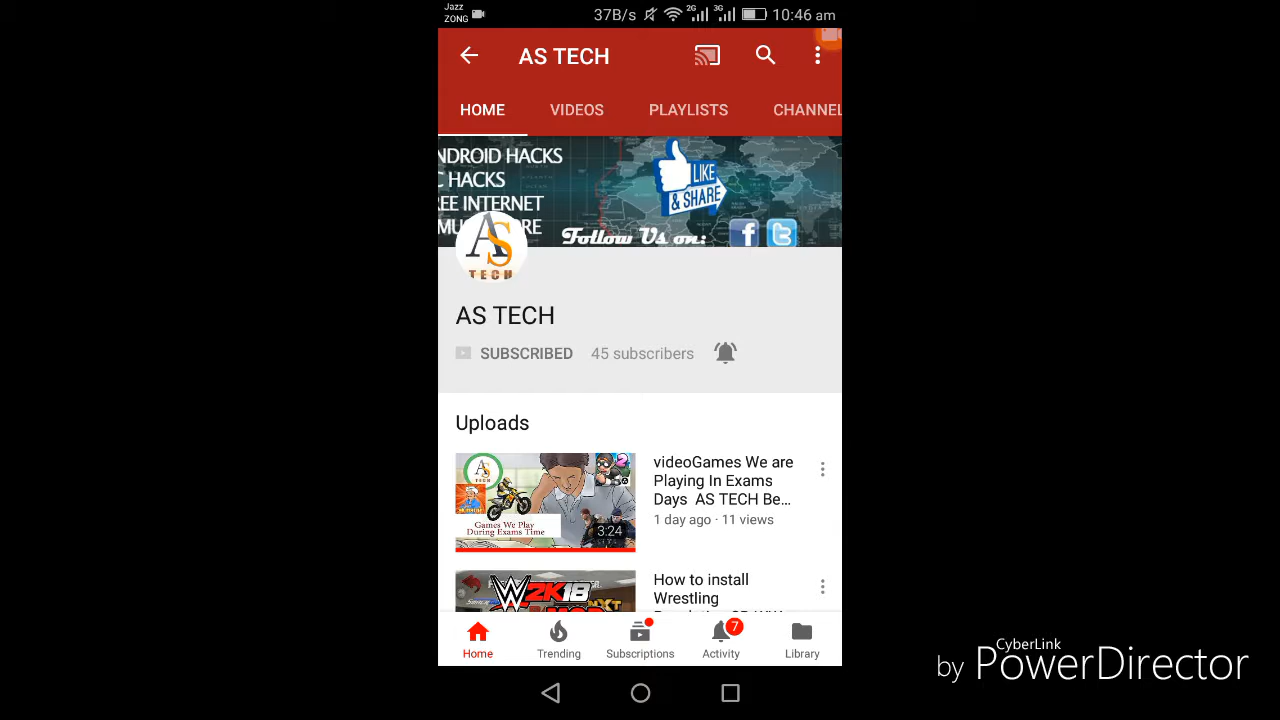 Jazz
ZONG
37B/s 2G 3G 10:46 am
AS TECH
HOME VIDEOS PLAYLISTS CHANNEL
NDROID HACKS
C HACKS
EE INTERNET
LIKE
& SHARE
Follow Us on:
AS
TECH
AS TECH
SUBSCRIBED 45 subscribers
Uploads
videoGames We are
Playing In Exams
Days AS TECH Be...
1 day ago · 11 views
Games We Play
During Exams Time
3:24
How to install
Wrestling
W2K18
Home Trending Subscriptions Activity Library
7
CyberLink
by PowerDirector